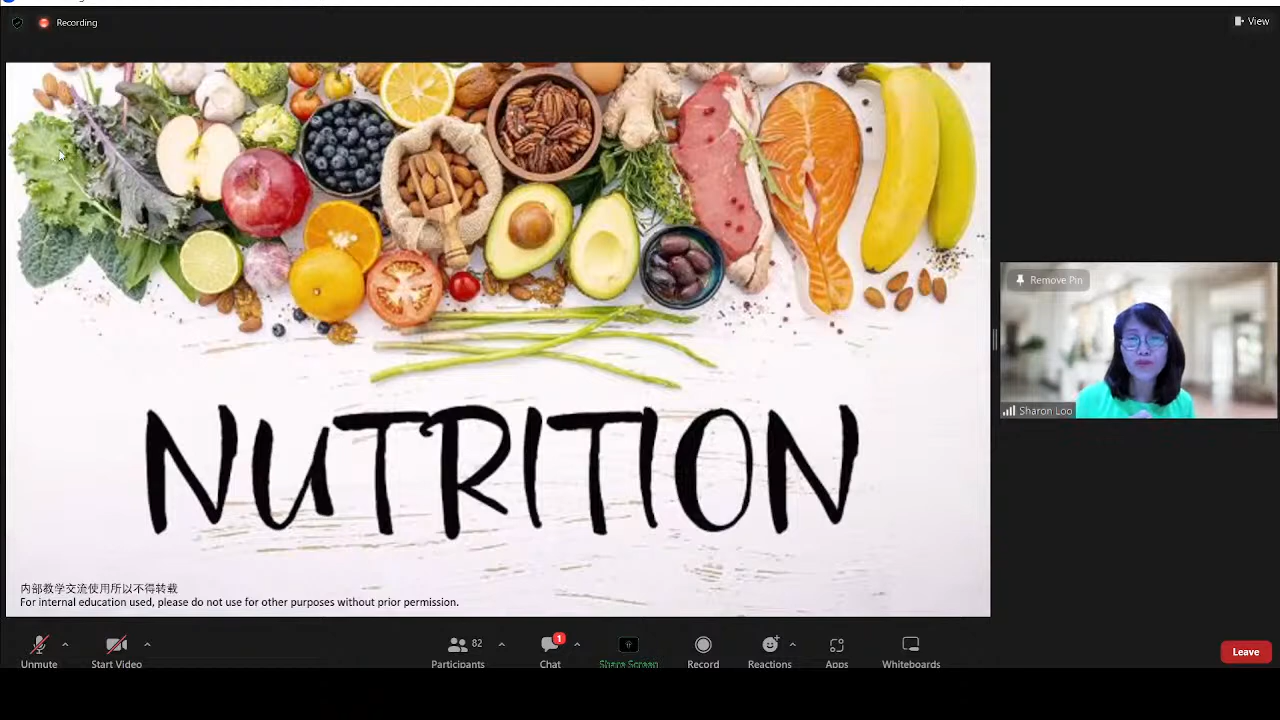 Recording
View
NUTRITION
内部教学交流使用所以不得转载
For internal education used, please do not use for other purposes without prior permission.
Remove Pin
Sharon Loo
Unmute
Start Video
Participants
82
Chat
1
Share Screen
Record
Reactions
Apps
Whiteboards
Leave